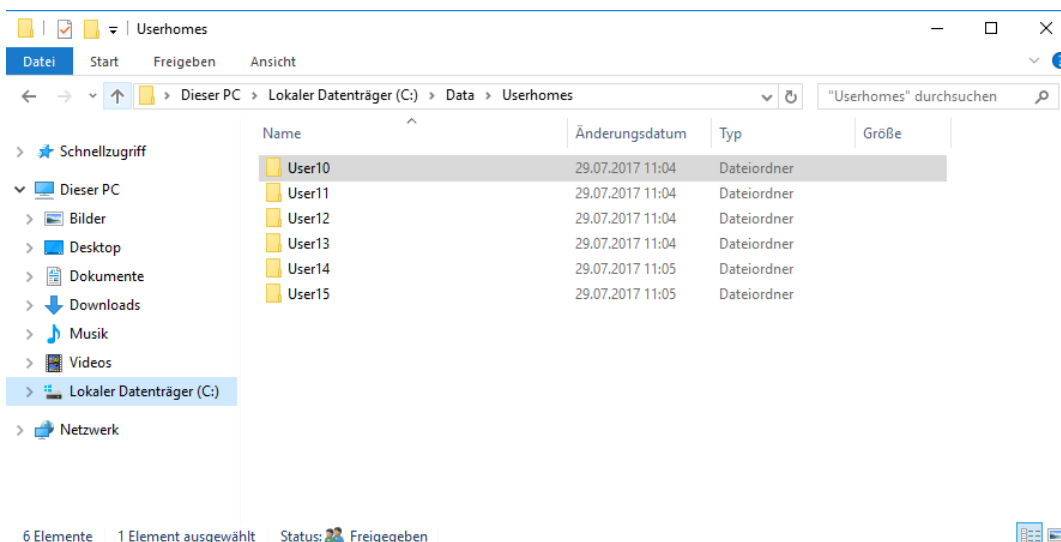 Userhomes
Datei Start Freigeben Ansicht
Dieser PC > Lokaler Datenträger (C:) > Data > Userhomes "Userhomes" durchsuchen
Name Änderungsdatum Typ Größe
Schnellzugriff
Dieser PC
Bilder
Desktop
Dokumente
Downloads
Musik
Videos
Lokaler Datenträger (C:)
Netzwerk
User10 29.07.2017 11:04 Dateiordner
User11 29.07.2017 11:04 Dateiordner
User12 29.07.2017 11:04 Dateiordner
User13 29.07.2017 11:04 Dateiordner
User14 29.07.2017 11:05 Dateiordner
User15 29.07.2017 11:05 Dateiordner
6 Elemente 1 Element ausgewählt Status: Freigegeben